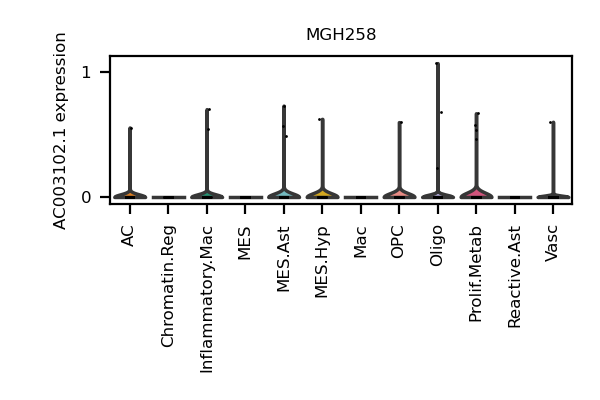 MGH258
AC003102.1 expression
1
0
AC
Chromatin.Reg
Inflammatory.Mac
MES
MES.Ast
MES.Hyp
Mac
OPC
Oligo
Prolif.Metab
Reactive.Ast
Vasc